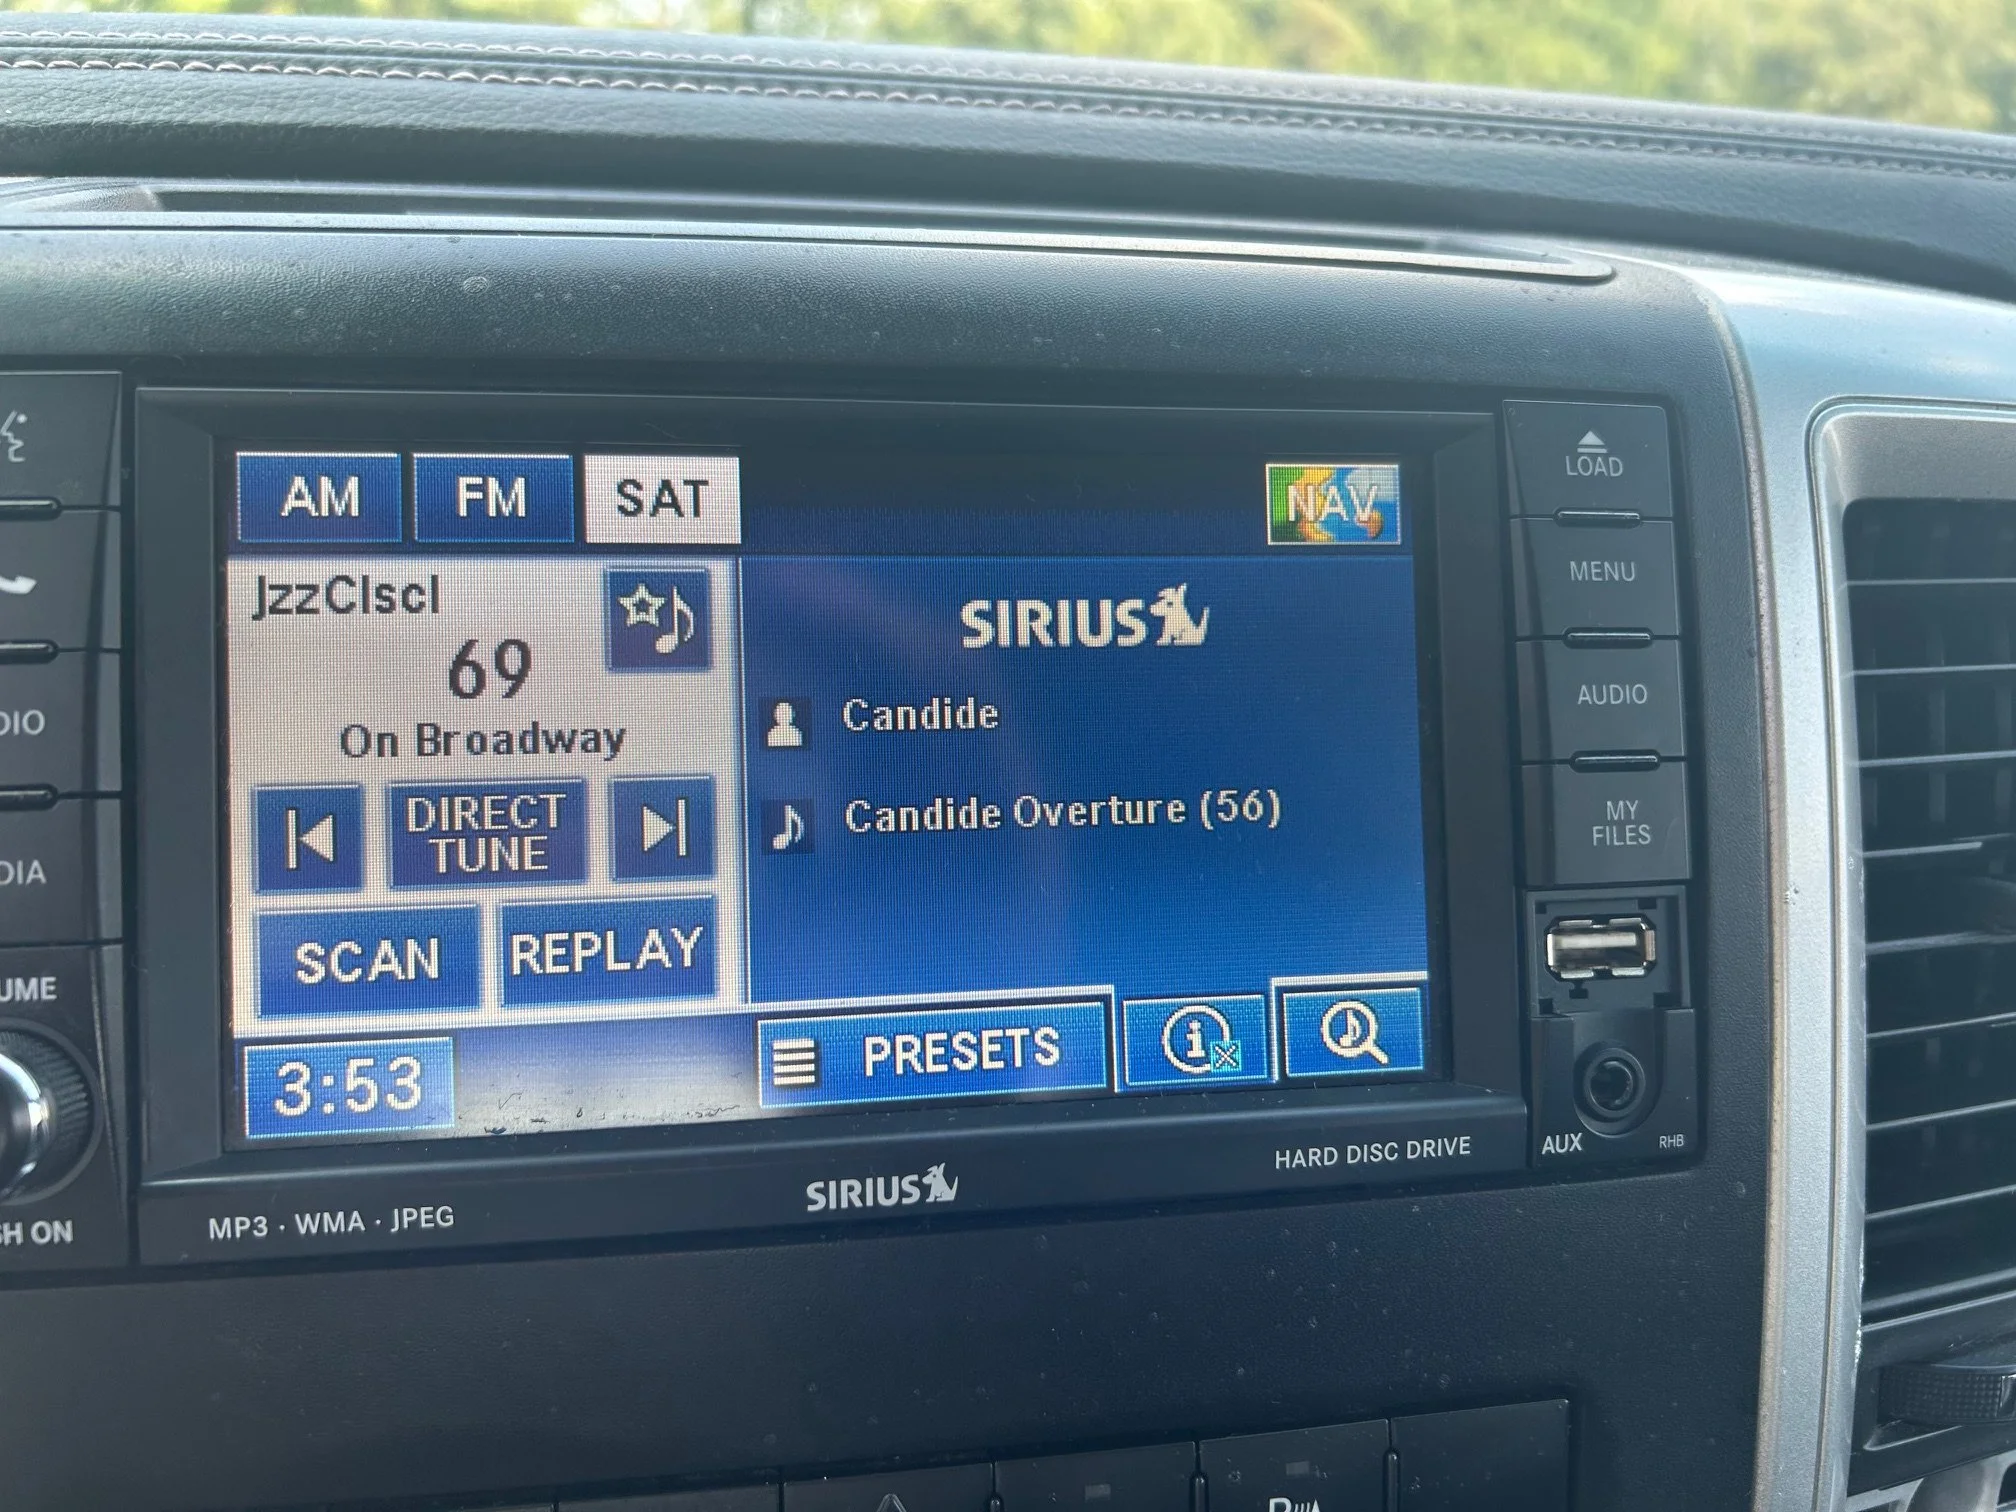 AM FM SAT NAV
JzzClscl
69
On Broadway
DIRECT
TUNE
SCAN REPLAY
3:53
SIRIUS
Candide
Candide Overture (56)
PRESETS
LOAD
MENU
AUDIO
MY
FILES
DIO
DIA
UME
SH ON
MP3 · WMA · JPEG
SIRIUS
HARD DISC DRIVE
AUX
RHB